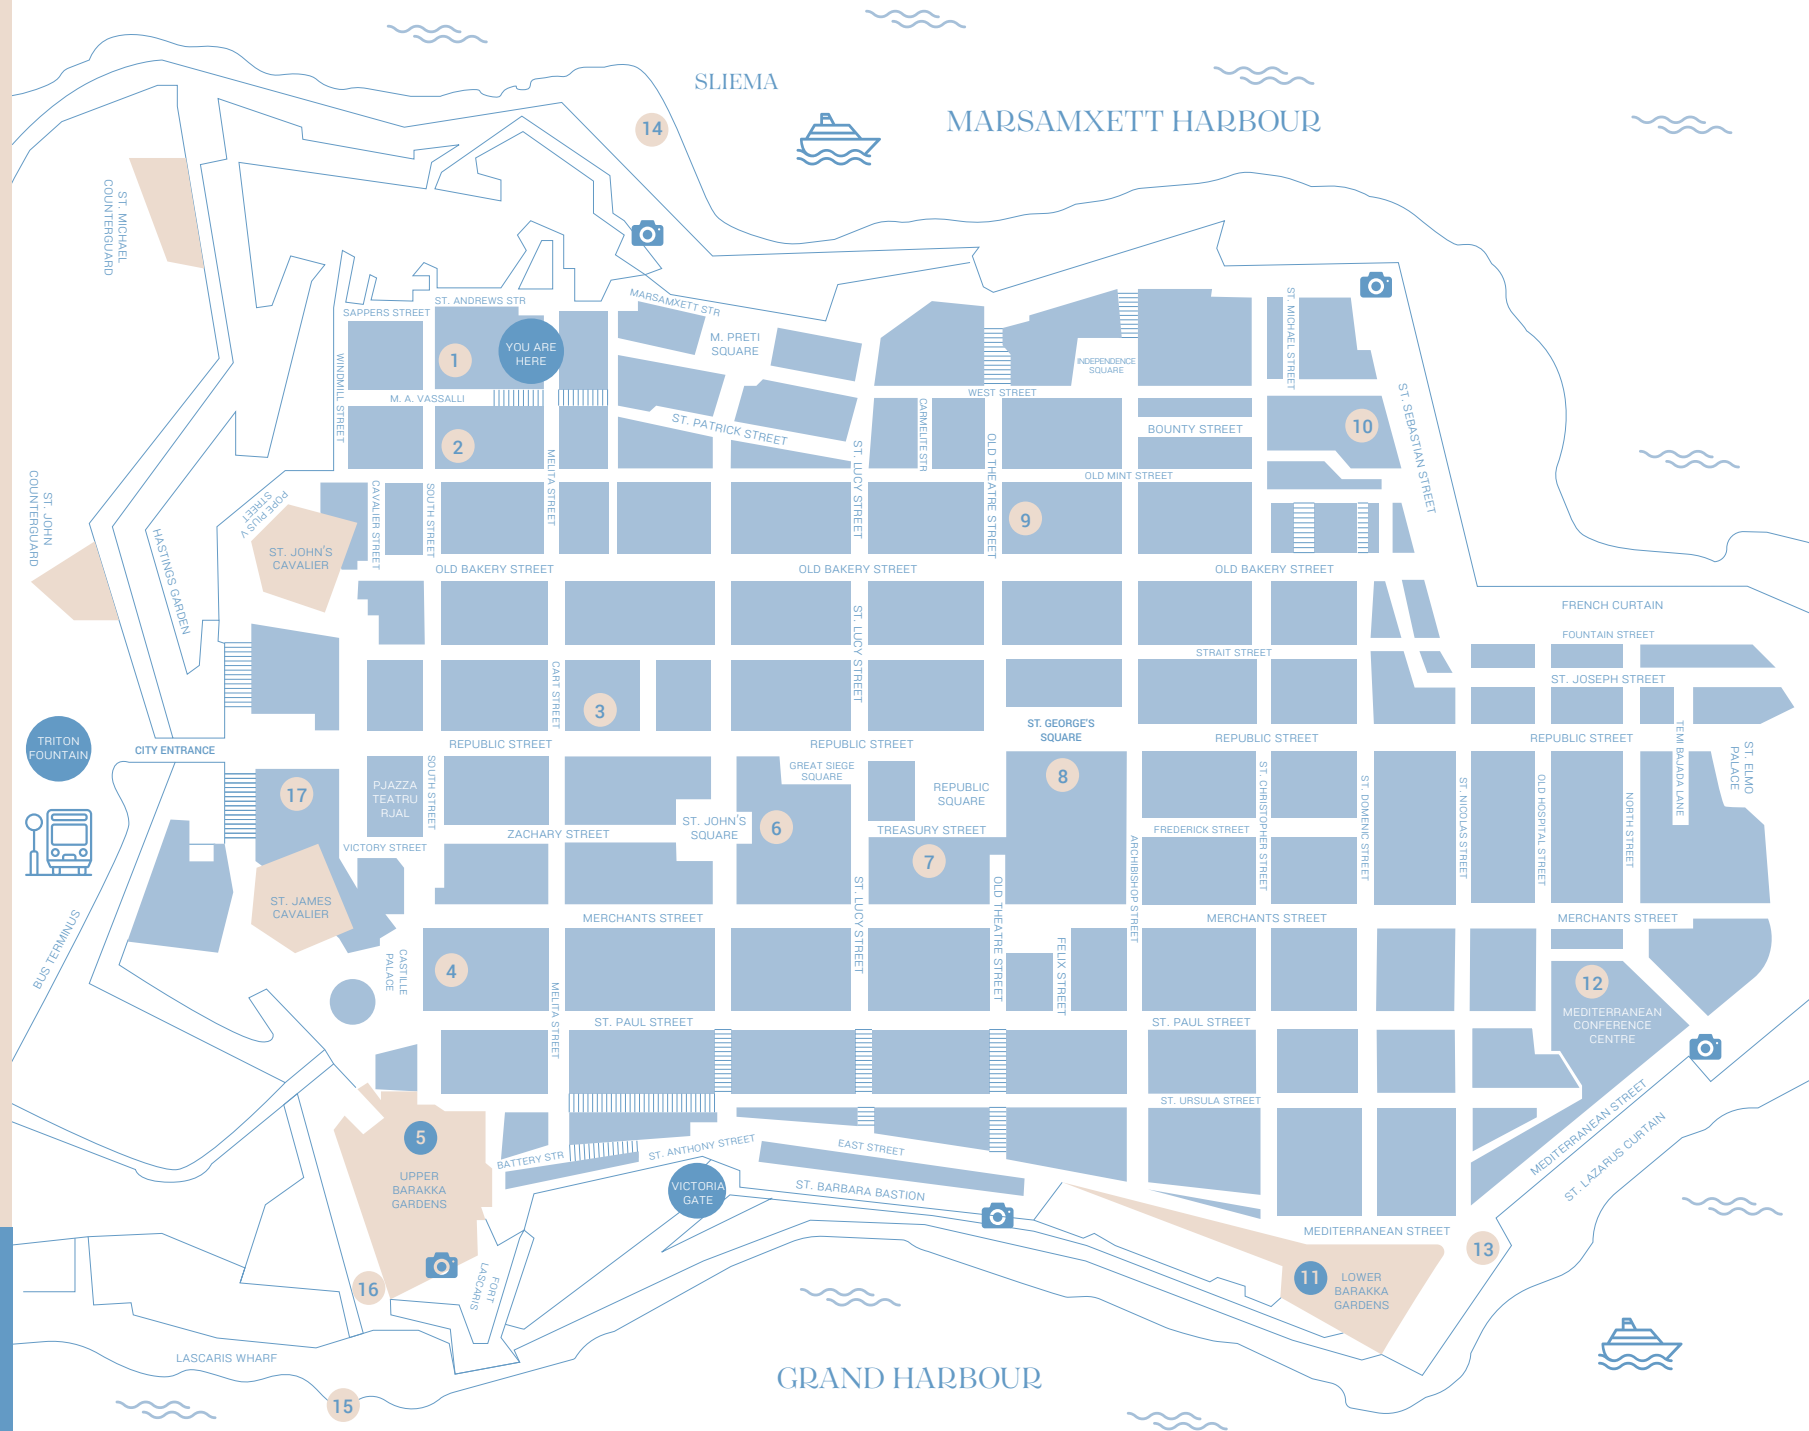 SLIEMA
MARSAMXETT HARBOUR
14
ST. MICHAEL
COUNTERGUARD
ST. ANDREWS STR
SAPPERS STREET
MARSAMXETT STR
M. PRETI
SQUARE
ST. MICHAEL STREET
YOU ARE
HERE
1
INDEPENDENCE
SQUARE
WINDMILL STREET
M. A. VASSALLI
WEST STREET
ST. SEBASTIAN STREET
2
ST. PATRICK STREET
CARMELITE STR
BOUNTY STREET
10
MELITA STREET
ST. LUCY STREET
OLD THEATRE STREET
OLD MINT STREET
ST. JOHN
COUNTERGUARD
POPE PIUS V
STREET
CAVALIER STREET
SOUTH STREET
9
HASTINGS GARDEN
ST. JOHN'S
CAVALIER
OLD BAKERY STREET
OLD BAKERY STREET
OLD BAKERY STREET
FRENCH CURTAIN
FOUNTAIN STREET
ST. LUCY STREET
STRAIT STREET
ST. JOSEPH STREET
CART STREET
3
ST. GEORGE'S
SQUARE
TRITON
FOUNTAIN
CITY ENTRANCE
REPUBLIC STREET
REPUBLIC STREET
REPUBLIC STREET
REPUBLIC STREET
TEMI BAJADA LANE
ST. ELMO
PALACE
17
PJAZZA
TEATRU
RJAL
SOUTH STREET
GREAT SIEGE
SQUARE
REPUBLIC
SQUARE
8
ST. CHRISTOPHER STREET
ST. DOMENIC STREET
ST. NICOLAS STREET
OLD HOSPITAL STREET
NORTH STREET
ZACHARY STREET
ST. JOHN'S
SQUARE
6
TREASURY STREET
FREDERICK STREET
VICTORY STREET
7
ARCHIBISHOP STREET
ST. JAMES
CAVALIER
ST. LUCY STREET
OLD THEATRE STREET
MERCHANTS STREET
MERCHANTS STREET
MERCHANTS STREET
BUS TERMINUS
CASTILLE
PALACE
4
FELIX STREET
12
MEDITERRANEAN
CONFERENCE
CENTRE
MELITA STREET
ST. PAUL STREET
ST. PAUL STREET
ST. URSULA STREET
MEDITERRANEAN STREET
5
UPPER
BARAKKA
GARDENS
BATTERY STR
ST. ANTHONY STREET
EAST STREET
ST. LAZARUS CURTAIN
VICTORIA
GATE
ST. BARBARA BASTION
MEDITERRANEAN STREET
13
16
FORT
LASCARIS
11
LOWER
BARAKKA
GARDENS
LASCARIS WHARF
GRAND HARBOUR
15